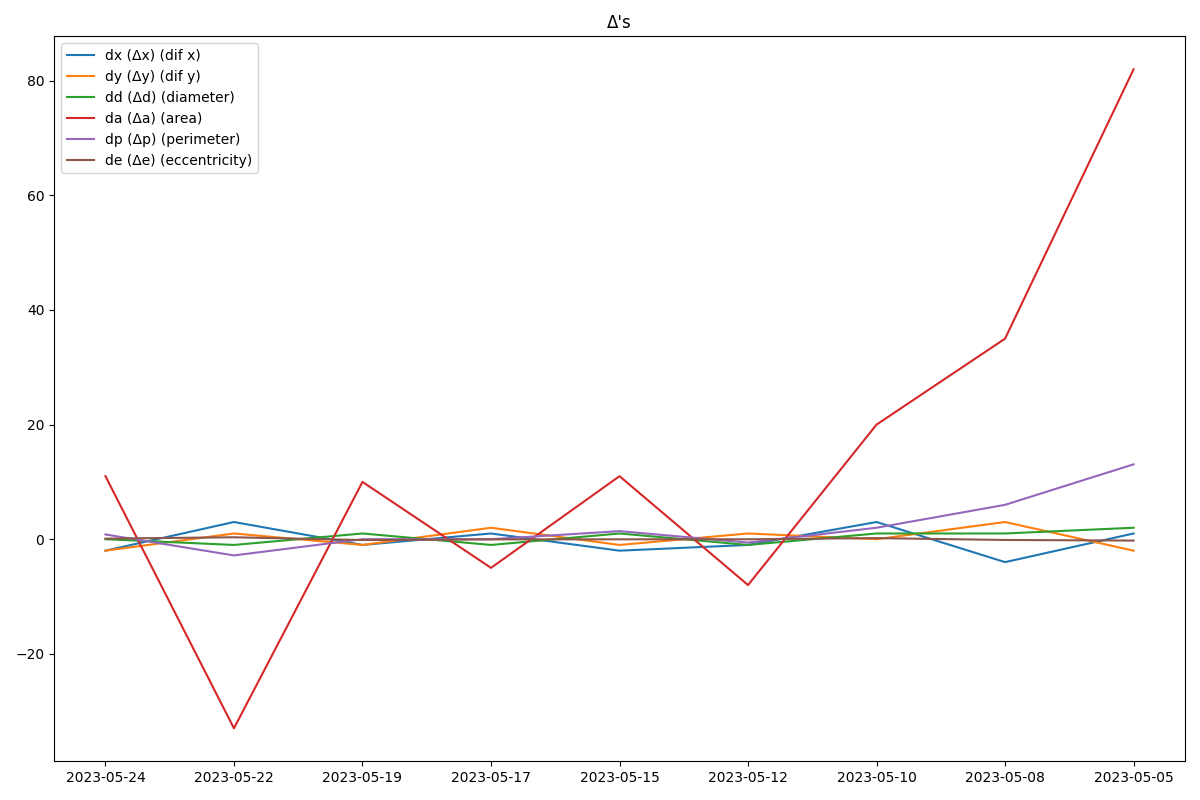 Δ's
dx (Δx) (dif x)
dy (Δy) (dif y)
dd (Δd) (diameter)
da (Δa) (area)
dp (Δp) (perimeter)
de (Δe) (eccentricity)
80
60
40
20
0
−20
2023-05-24 2023-05-22 2023-05-19 2023-05-17 2023-05-15 2023-05-12 2023-05-10 2023-05-08 2023-05-05